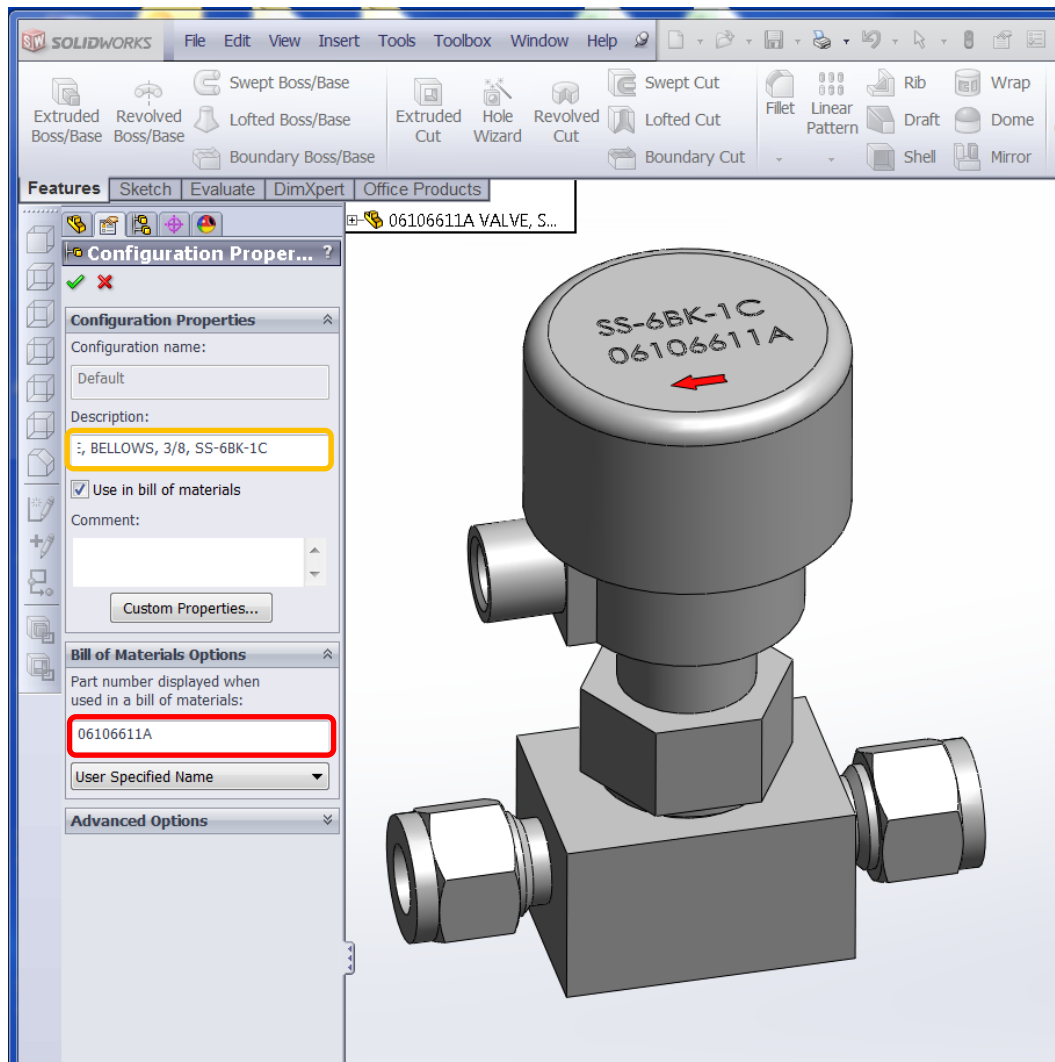 SW SOLIDWORKS File Edit View Insert Tools Toolbox Window Help
Extruded Boss/Base
Revolved Boss/Base
Swept Boss/Base
Lofted Boss/Base
Boundary Boss/Base
Extruded Cut
Hole Wizard
Revolved Cut
Swept Cut
Lofted Cut
Boundary Cut
Fillet
Linear Pattern
Rib
Draft
Shell
Wrap
Dome
Mirror
Features Sketch Evaluate DimXpert Office Products
06106611A VALVE, S...
Configuration Proper... ?
Configuration Properties
Configuration name:
Default
Description:
, BELLOWS, 3/8, SS-6BK-1C
Use in bill of materials
Comment:
Custom Properties...
Bill of Materials Options
Part number displayed when
used in a bill of materials:
06106611A
User Specified Name
Advanced Options
SS-6BK-1C
06106611A